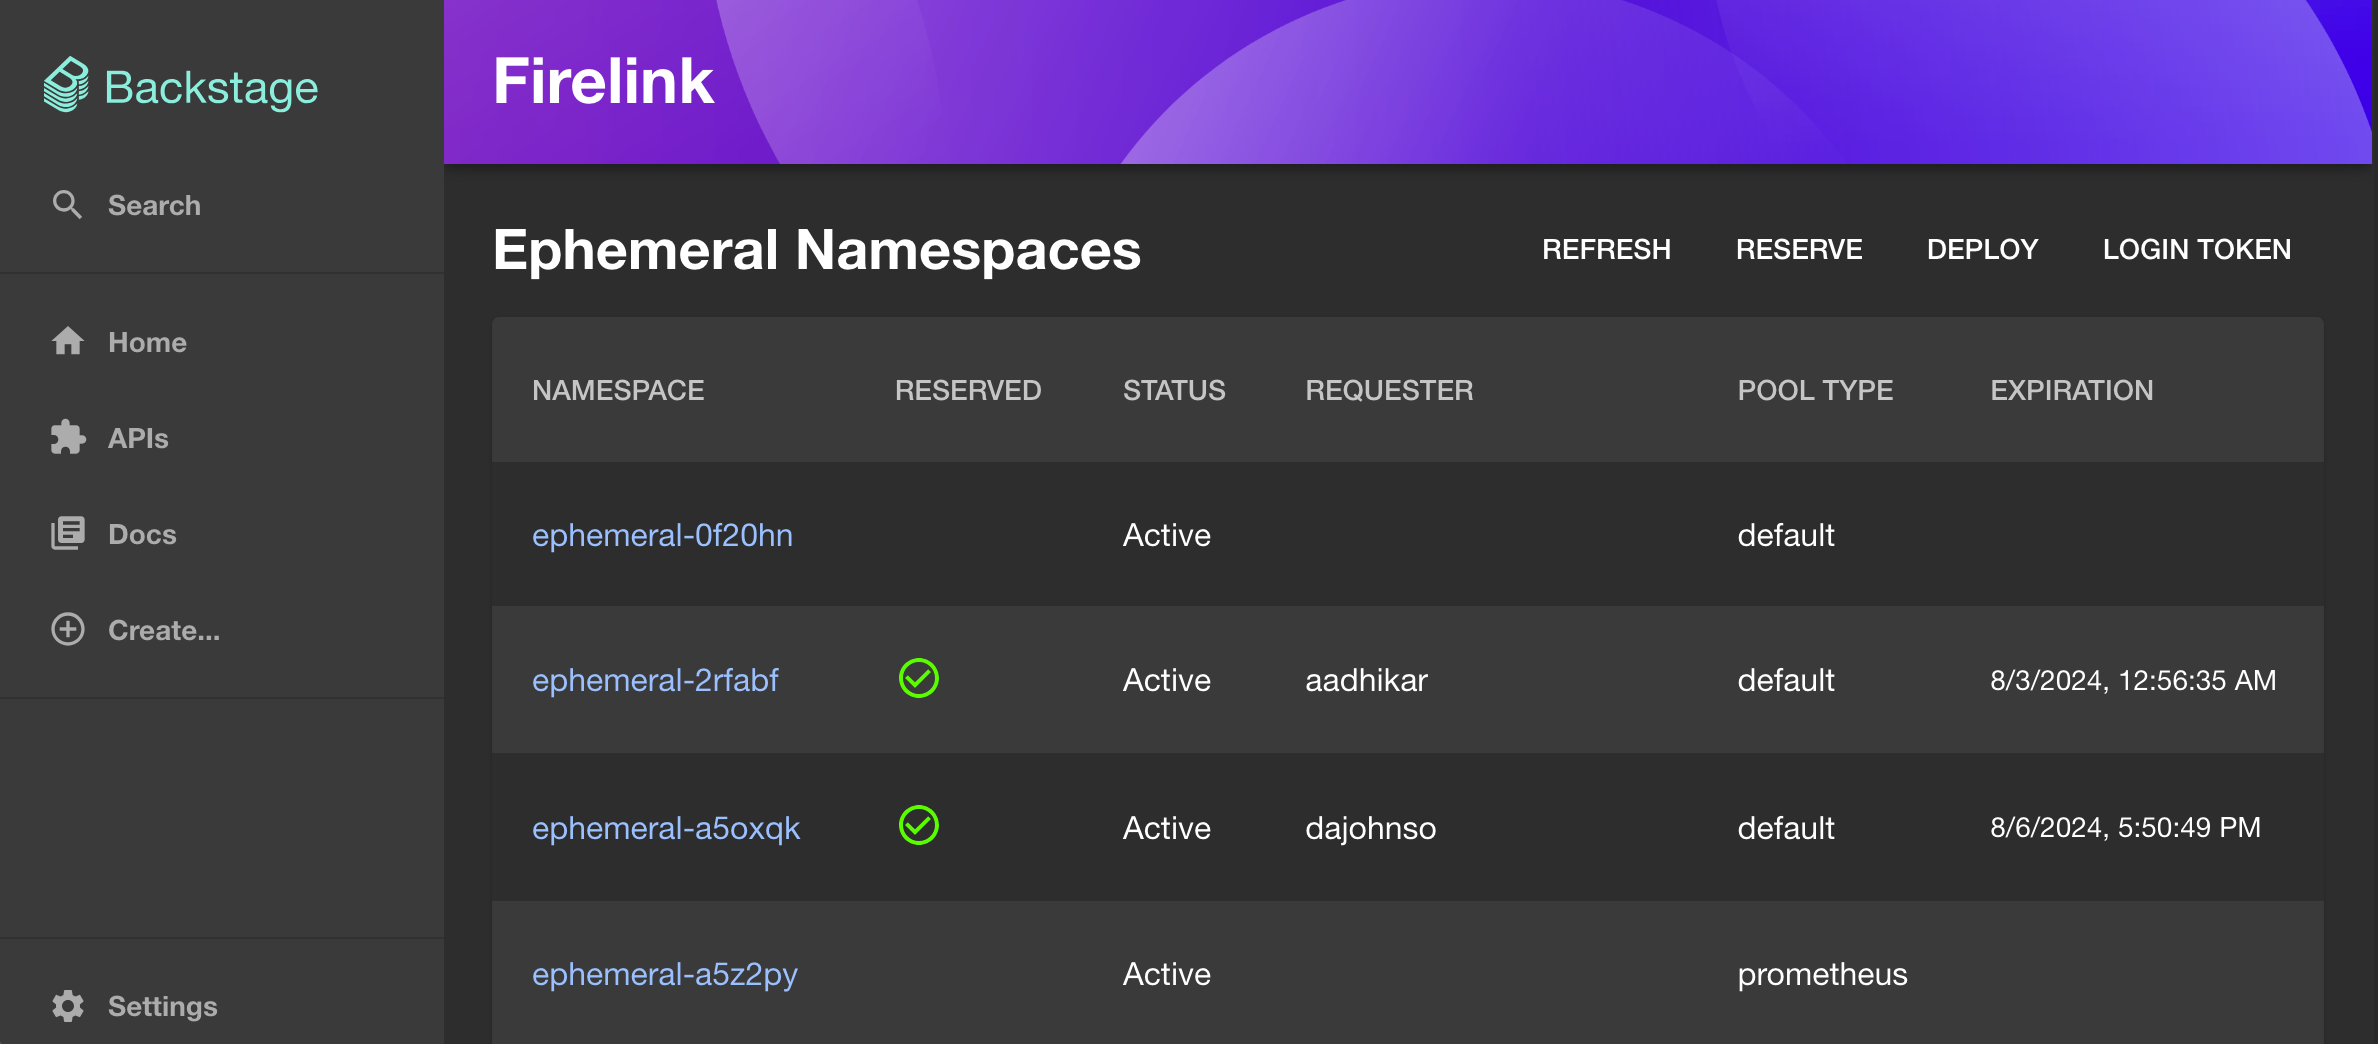 Backstage
Search
Home
APIs
Docs
Create...
Settings
Firelink
Ephemeral Namespaces
REFRESH RESERVE DEPLOY LOGIN TOKEN
NAMESPACE RESERVED STATUS REQUESTER POOL TYPE EXPIRATION
ephemeral-0f20hn Active default
ephemeral-2rfabf Active aadhikar default 8/3/2024, 12:56:35 AM
ephemeral-a5oxqk Active dajohnso default 8/6/2024, 5:50:49 PM
ephemeral-a5z2py Active prometheus